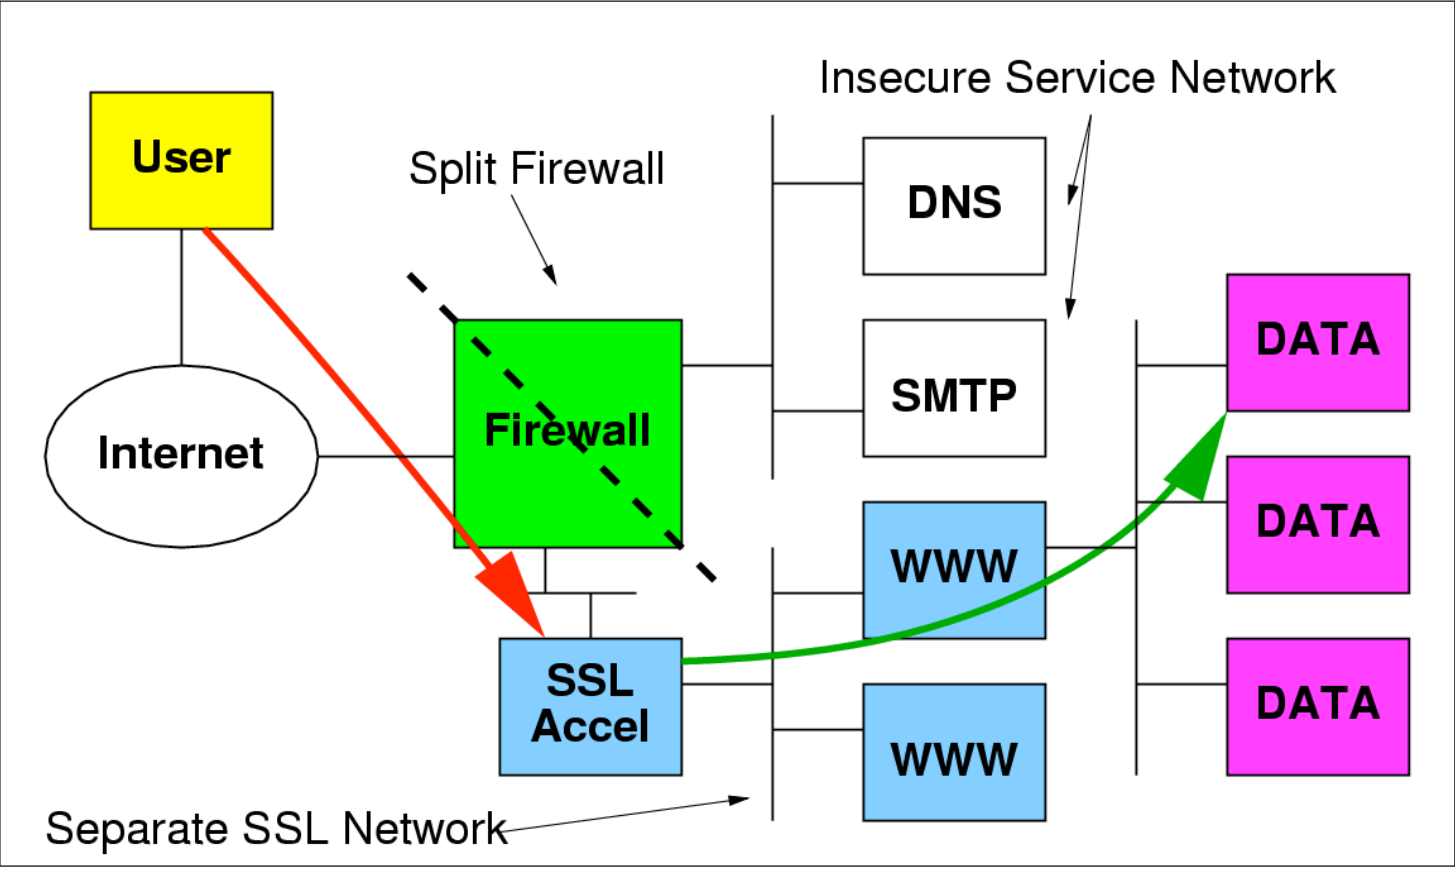 Insecure Service Network
User
Split Firewall
DNS
Firewall
SMTP
Internet
DATA
DATA
DATA
WWW
WWW
SSL
Accel
Separate SSL Network